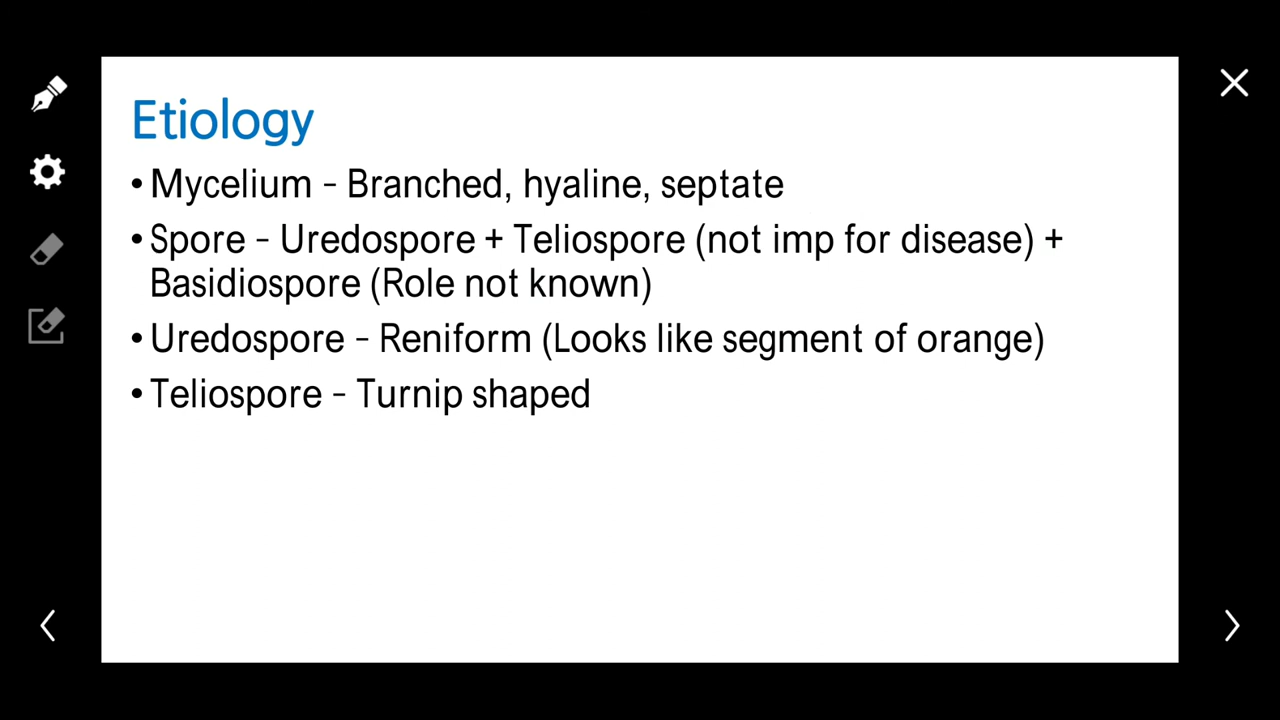 Etiology
• Mycelium - Branched, hyaline, septate
• Spore - Uredospore + Teliospore (not imp for disease) +
Basidiospore (Role not known)
• Uredospore - Reniform (Looks like segment of orange)
• Teliospore - Turnip shaped